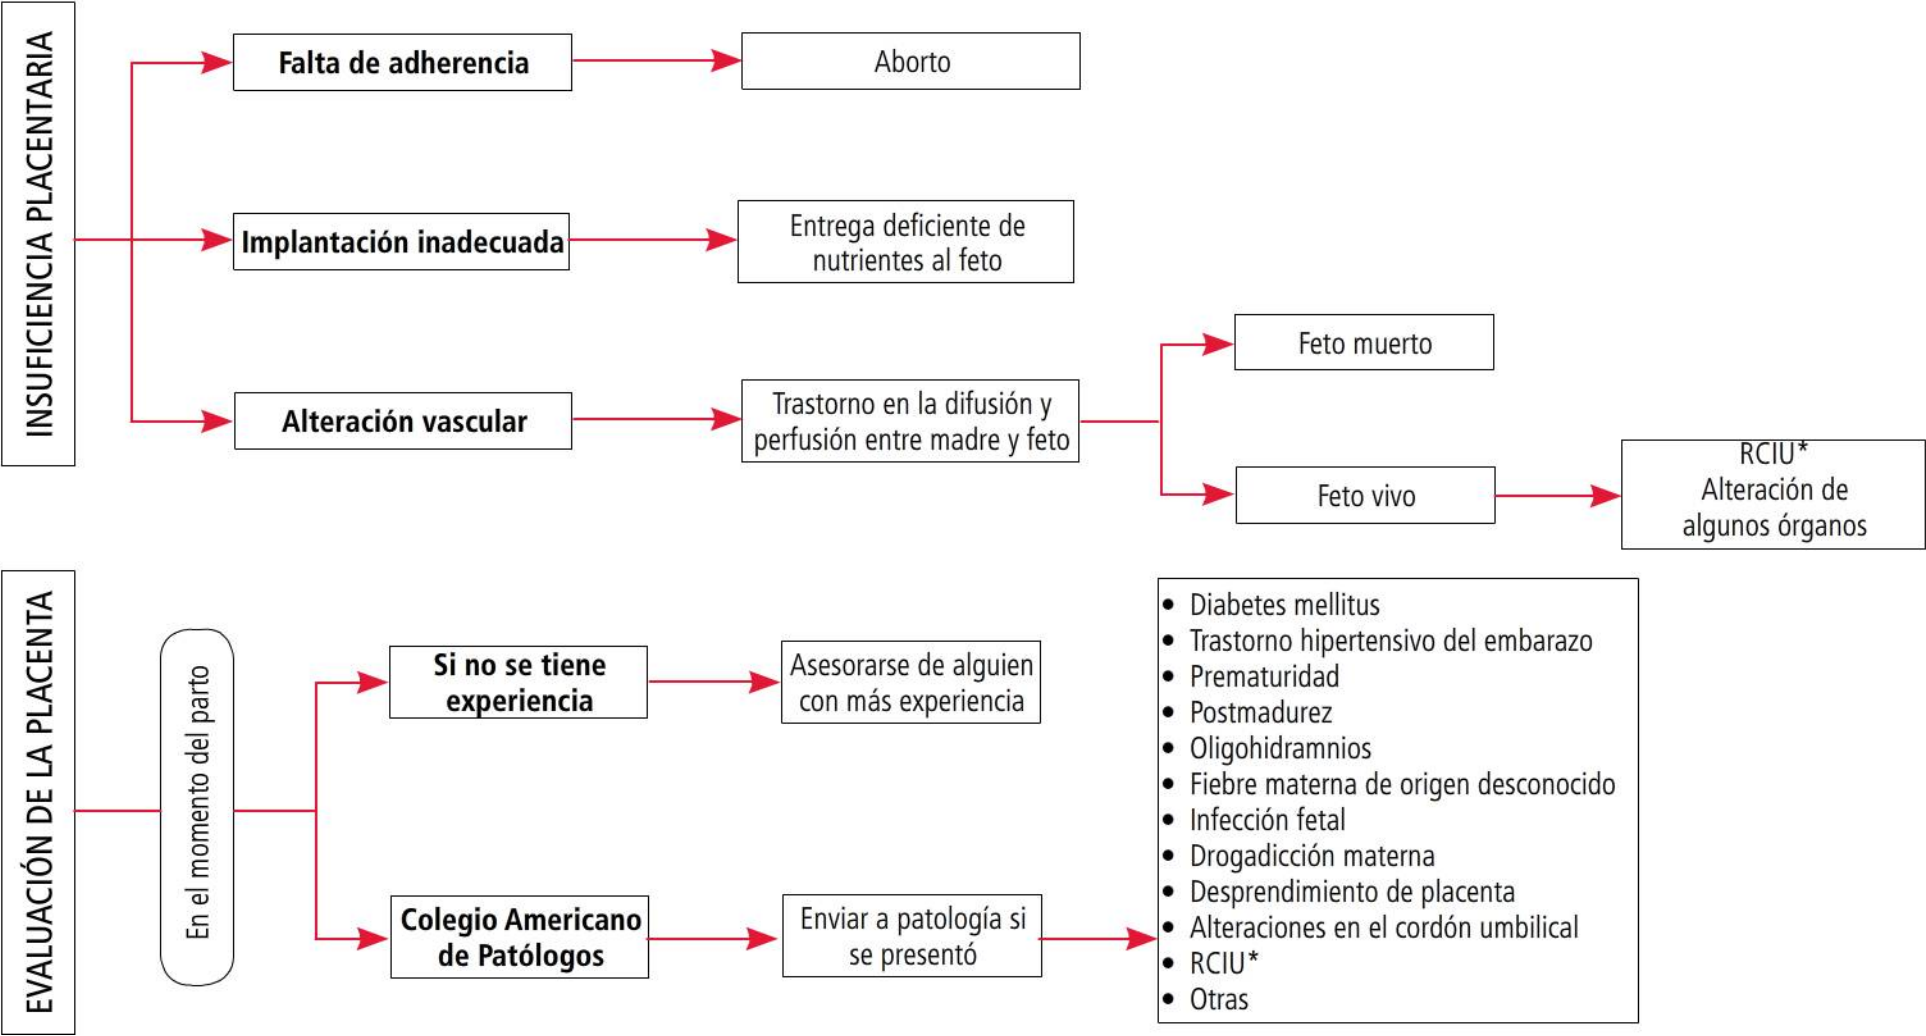 INSUFICIENCIA PLACENTARIA
Falta de adherencia
Aborto
Implantación inadecuada
Entrega deficiente de
nutrientes al feto
Alteración vascular
Trastorno en la difusión y
perfusión entre madre y feto
Feto muerto
Feto vivo
RCIU*
Alteración de
algunos órganos
EVALUACIÓN DE LA PLACENTA
En el momento del parto
Si no se tiene
experiencia
Asesorarse de alguien
con más experiencia
Colegio Americano
de Patólogos
Enviar a patología si
se presentó
• Diabetes mellitus
• Trastorno hipertensivo del embarazo
• Prematuridad
• Postmadurez
• Oligohidramnios
• Fiebre materna de origen desconocido
• Infección fetal
• Drogadicción materna
• Desprendimiento de placenta
• Alteraciones en el cordón umbilical
• RCIU*
• Otras